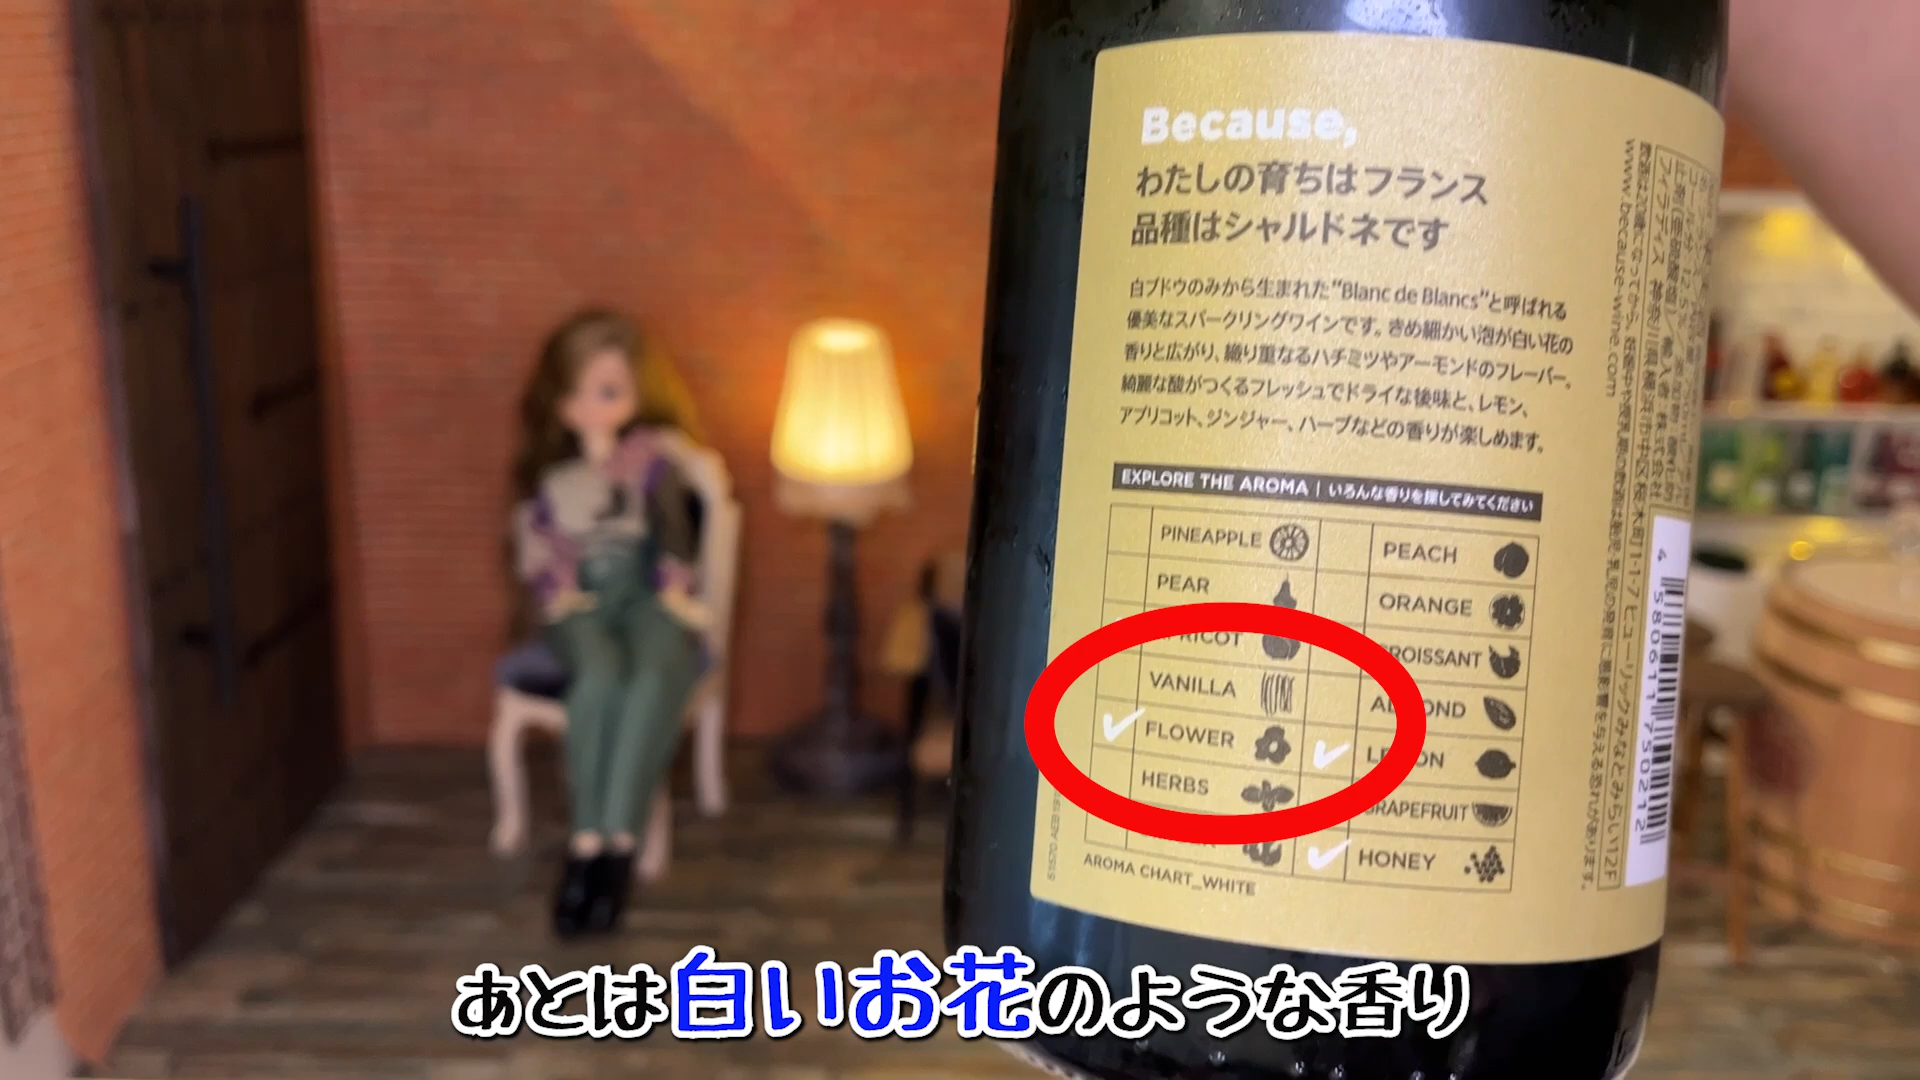 Because,
わたしの育ちはフランス
品種はシャルドネです
白ブドウのみから生まれた"Blanc de Blancs"と呼ばれる
優美なスパークリングワインです。きめ細かい泡が白い花の
香りと広がり、織り重なるハチミツやアーモンドのフレーバー。
綺麗な酸がつくるフレッシュでドライな後味と、レモン、
アプリコット、ジンジャー、ハーブなどの香りが楽しめます。
EXPLORE THE AROMA | いろんな香りを探してみてください
PINEAPPLE
PEACH
PEAR
ORANGE
VANILLA
FLOWER
HERBS
HONEY
AROMA CHART_WHITE
www.because-wine.com
4 580611 750212
あとは白いお花のような香り